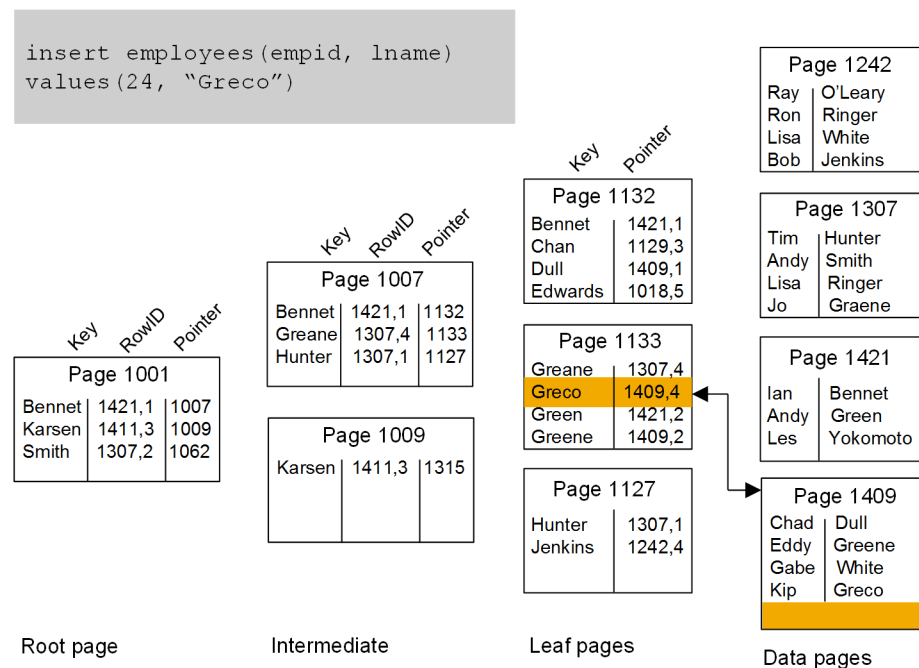 insert employees(empid, lname)
values(24, “Greco”)
Key RowID Pointer
Page 1001
Bennet 1421,1 1007
Karsen 1411,3 1009
Smith 1307,2 1062
Root page
Key RowID Pointer
Page 1007
Bennet 1421,1 1132
Greane 1307,4 1133
Hunter 1307,1 1127
Page 1009
Karsen 1411,3 1315
Intermediate
Key Pointer
Page 1132
Bennet 1421,1
Chan 1129,3
Dull 1409,1
Edwards 1018,5
Page 1133
Greane 1307,4
Greco 1409,4
Green 1421,2
Greene 1409,2
Page 1127
Hunter 1307,1
Jenkins 1242,4
Leaf pages
Page 1242
Ray O’Leary
Ron Ringer
Lisa White
Bob Jenkins
Page 1307
Tim Hunter
Andy Smith
Lisa Ringer
Jo Graene
Page 1421
Ian Bennet
Andy Green
Les Yokomoto
Page 1409
Chad Dull
Eddy Greene
Gabe White
Kip Greco
Data pages